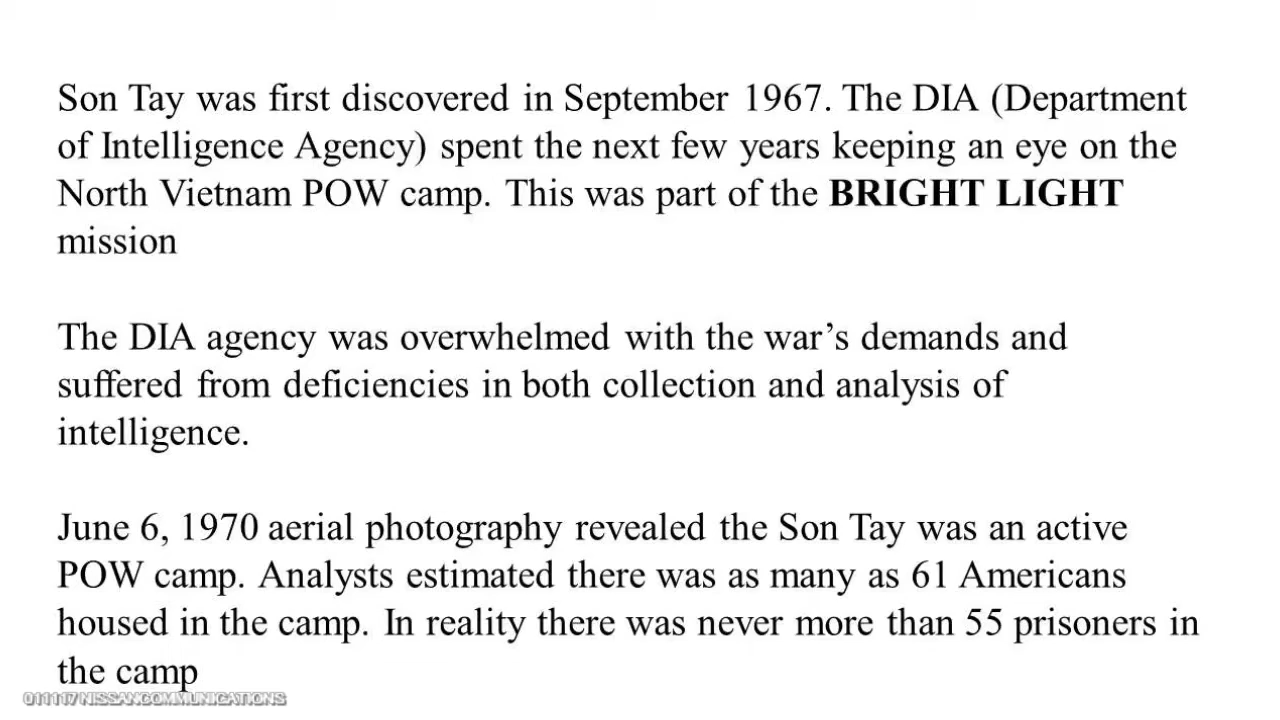 Son Tay was first discovered in September 1967. The DIA (Department
of Intelligence Agency) spent the next few years keeping an eye on the
North Vietnam POW camp. This was part of the BRIGHT LIGHT
mission
The DIA agency was overwhelmed with the war’s demands and
suffered from deficiencies in both collection and analysis of
intelligence.
June 6, 1970 aerial photography revealed the Son Tay was an active
POW camp. Analysts estimated there was as many as 61 Americans
housed in the camp. In reality there was never more than 55 prisoners in
the camp
011117 NISSANCOMMUNICATIONS